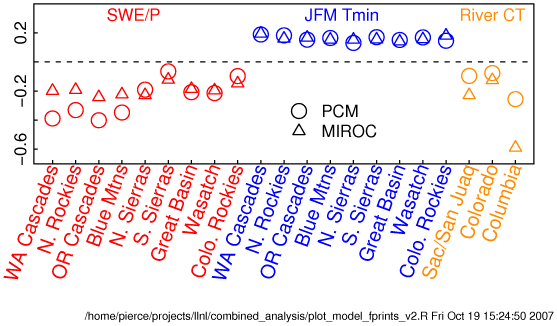 SWE/P JFM Tmin River CT
0.2
−0.2
−0.6
PCM
MIROC
WA Cascades
N. Rockies
OR Cascades
Blue Mtns
N. Sierras
S. Sierras
Great Basin
Wasatch
Colo. Rockies
WA Cascades
N. Rockies
OR Cascades
Blue Mtns
N. Sierras
S. Sierras
Great Basin
Wasatch
Colo. Rockies
Sac/San Juaq
Colorado
Columbia
/home/pierce/projects/llnl/combined_analysis/plot_model_fprints_v2.R Fri Oct 19 15:24:50 2007